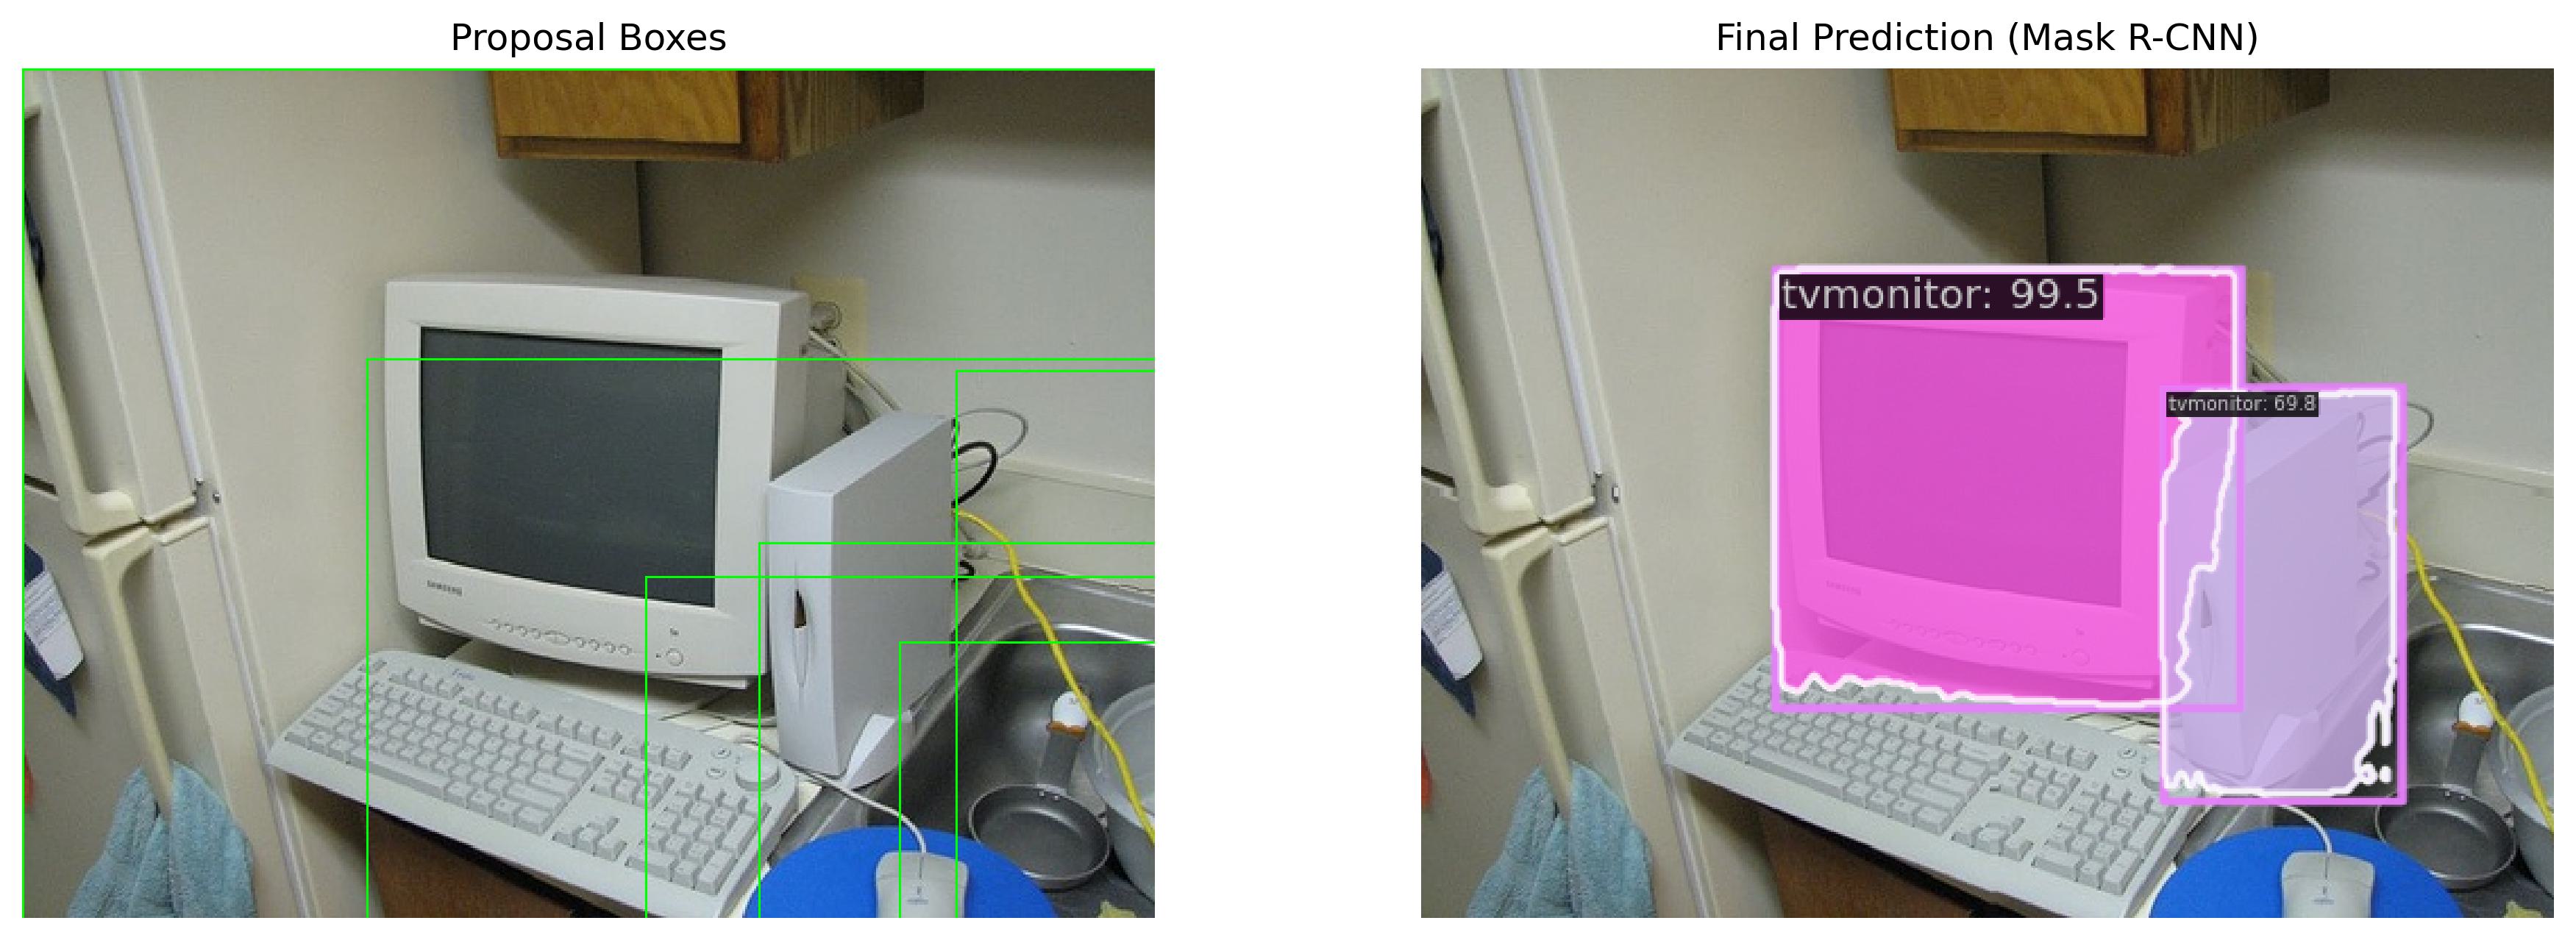 Proposal Boxes
Final Prediction (Mask R-CNN)
tvmonitor: 99.5
tvmonitor: 69.8
SAMSUNG